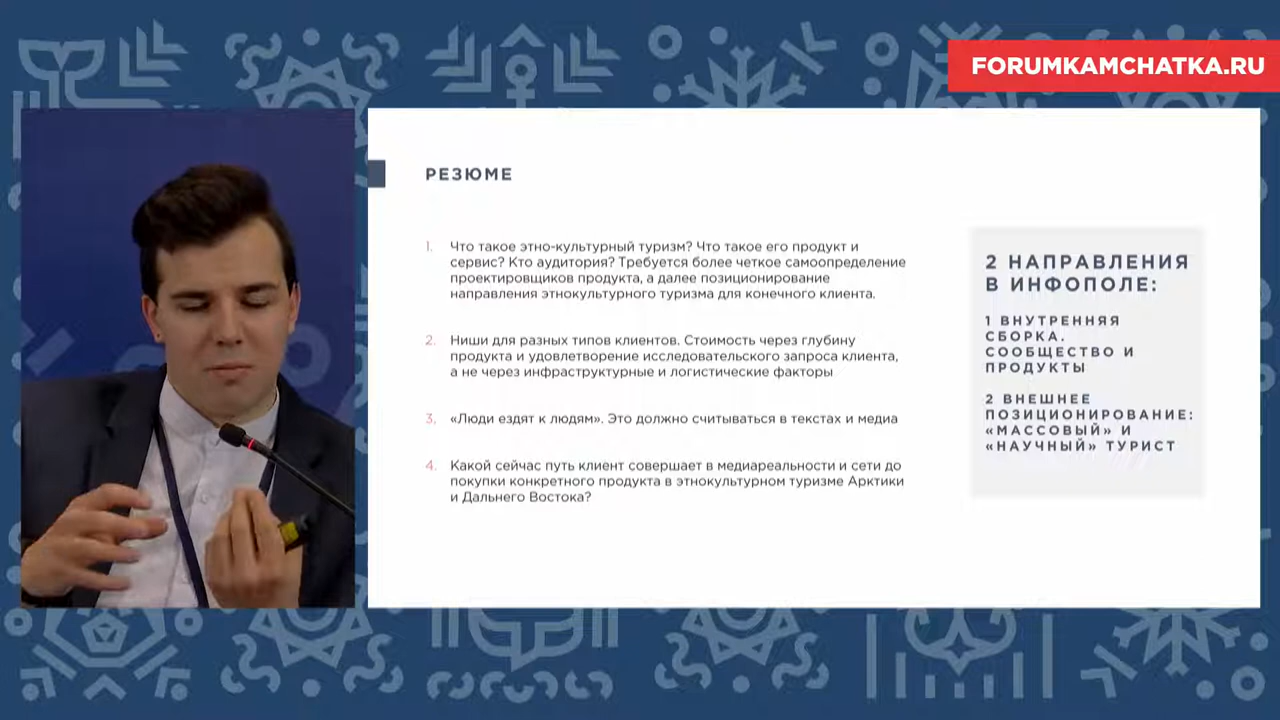 FORUMKAMCHATKA.RU
РЕЗЮМЕ
1. Что такое этно-культурный туризм? Что такое его продукт и
сервис? Кто аудитория? Требуется более четкое самоопределение
проектировщиков продукта, а далее позиционирование
направления этнокультурного туризма для конечного клиента.
2. Ниши для разных типов клиентов. Стоимость через глубину
продукта и удовлетворение исследовательского запроса клиента,
а не через инфраструктурные и логистические факторы
3. «Люди ездят к людям». Это должно считываться в текстах и медиа
4. Какой сейчас путь клиент совершает в медиареальности и сети до
покупки конкретного продукта в этнокультурном туризме Арктики
и Дальнего Востока?
2 НАПРАВЛЕНИЯ
В ИНФОПОЛЕ:
1 ВНУТРЕННЯЯ
СБОРКА.
СООБЩЕСТВО И
ПРОДУКТЫ
2 ВНЕШНЕЕ
ПОЗИЦИОНИРОВАНИЕ:
«МАССОВЫЙ» И
«НАУЧНЫЙ» ТУРИСТ